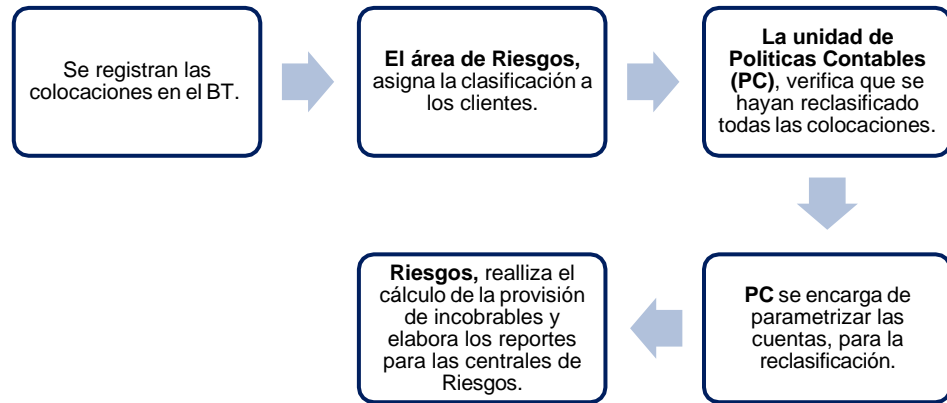 Se registran las
colocaciones en el BT.
El área de Riesgos,
asigna la clasificación a
los clientes.
La unidad de
Politicas Contables
(PC), verifica que se
hayan reclasificado
todas las colocaciones.
PC se encarga de
parametrizar las
cuentas, para la
reclasificación.
Riesgos, realliza el
cálculo de la provisión
de incobrables y
elabora los reportes
para las centrales de
Riesgos.